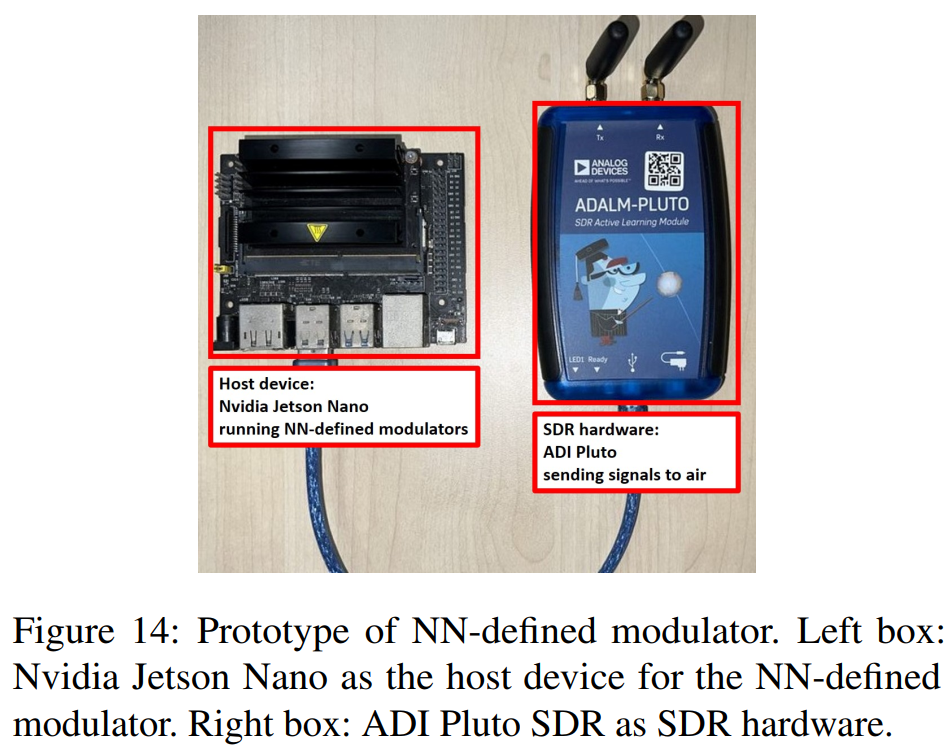 Tx
Rx
ANALOG
DEVICES
AHEAD OF WHAT'S POSSIBLE™
ADALM-PLUTO
SDR Active Learning Module
LED1 Ready
Host device:
Nvidia Jetson Nano
running NN-defined modulators
SDR hardware:
ADI Pluto
sending signals to air
Figure 14: Prototype of NN-defined modulator. Left box:
Nvidia Jetson Nano as the host device for the NN-defined
modulator. Right box: ADI Pluto SDR as SDR hardware.